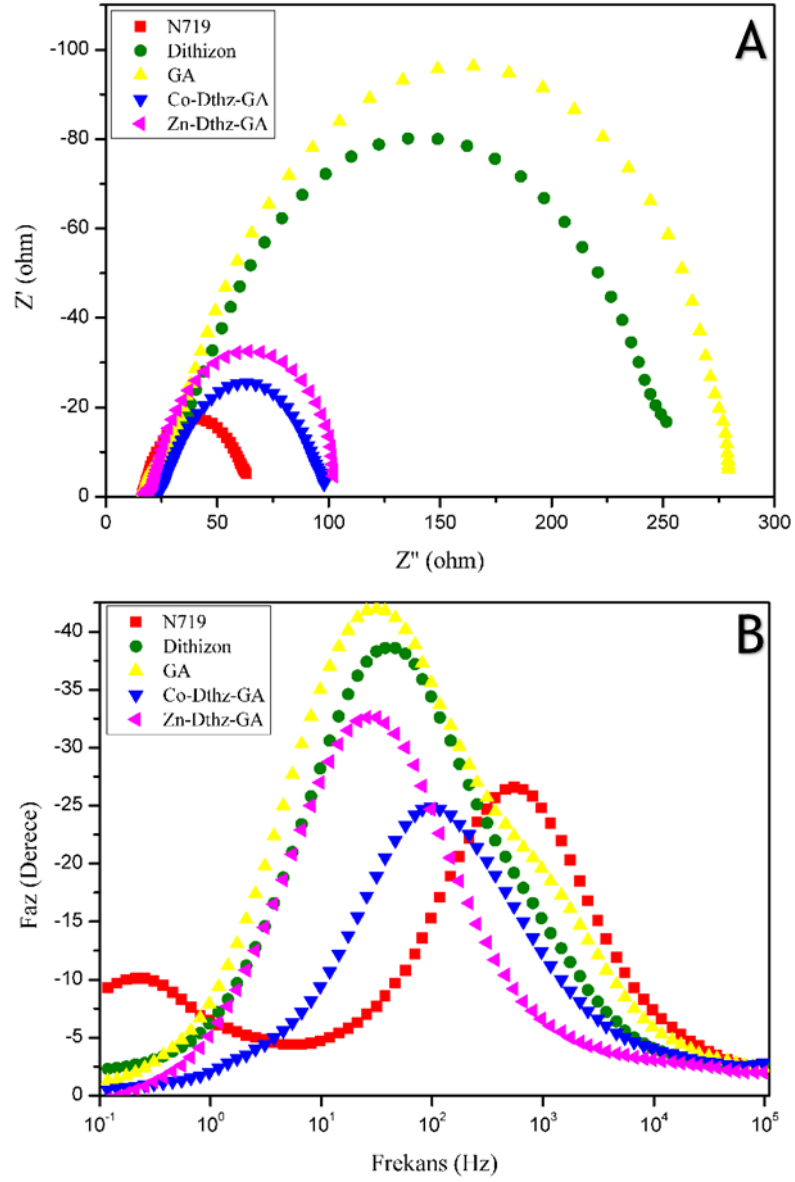 A
N719
Dithizon
GA
Co-Dthz-GA
Zn-Dthz-GA
-100
-80
-60
-40
-20
0
Z' (ohm)
0 50 100 150 200 250 300
Z'' (ohm)
B
N719
Dithizon
GA
Co-Dthz-GA
Zn-Dthz-GA
-40
-35
-30
-25
-20
-15
-10
-5
0
Faz (Derece)
10⁻¹ 10⁰ 10¹ 10² 10³ 10⁴ 10⁵
Frekans (Hz)